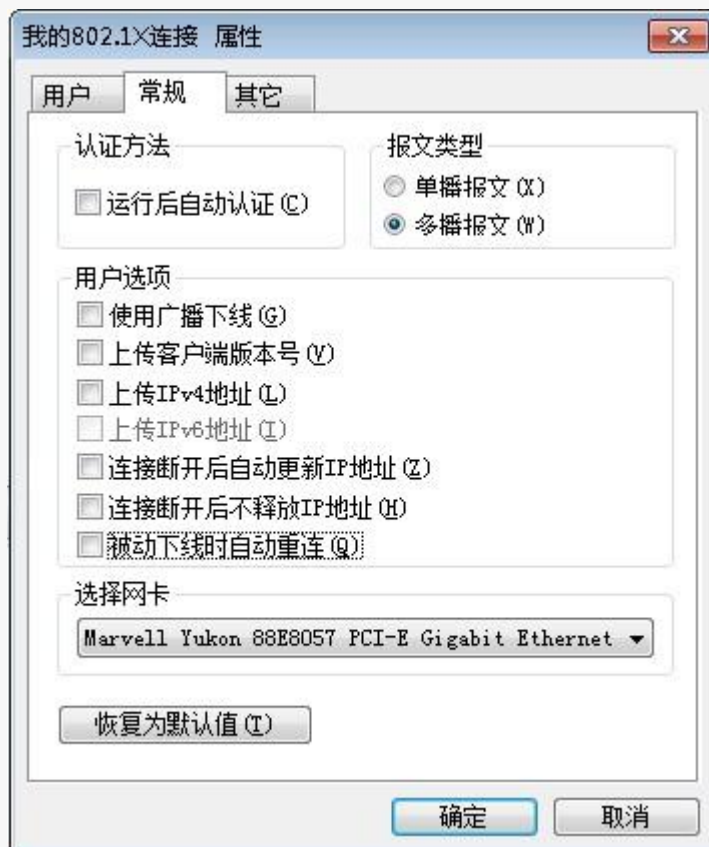 我的802.1X连接 属性
用户 常规 其它
认证方法
运行后自动认证(C)
报文类型
单播报文(X)
多播报文(W)
用户选项
使用广播下线(G)
上传客户端版本号(V)
上传IPv4地址(L)
上传IPv6地址(I)
连接断开后自动更新IP地址(Z)
连接断开后不释放IP地址(H)
被动下线时自动重连(Q)
选择网卡
Marvell Yukon 88E8057 PCI-E Gigabit Ethernet
恢复为默认值(T)
确定 取消